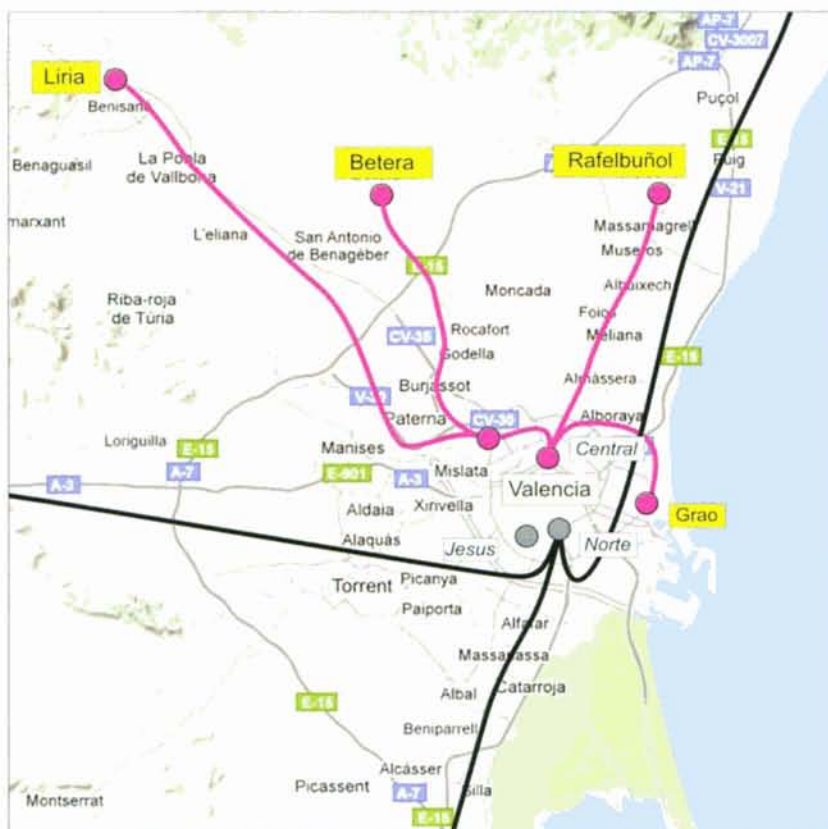 AP-7
CV-3007
AP-7
Puçol
Liria
Benisanó
E-15
Puig
Benaguasil
La Pobla
de Vallbona
Betera
Rafelbuñol
V-21
marxant
L'eliana
San Antonio
de Benagéber
Massamagrell
Museros
E-15
Moncada
Albuixech
Riba-roja
de Túria
Foios
Meliana
CV-35
Rocafort
Godella
E-15
Burjassot
Almàssera
V-30
Paterna
CV-30
Alboraya
Loriguilla
E-15
Manises
Central
A-7
E-901
Mislata
A-3
A-3
Valencia
Aldaia
Xirivella
Grao
Alaquás
Jesus
Norte
Torrent
Picanya
Paiporta
Alfafar
Massanassa
E-15
Albal
Catarroja
Beniparrell
Alcásser
Picassent
A-7
Silla
Montserrat
E-15